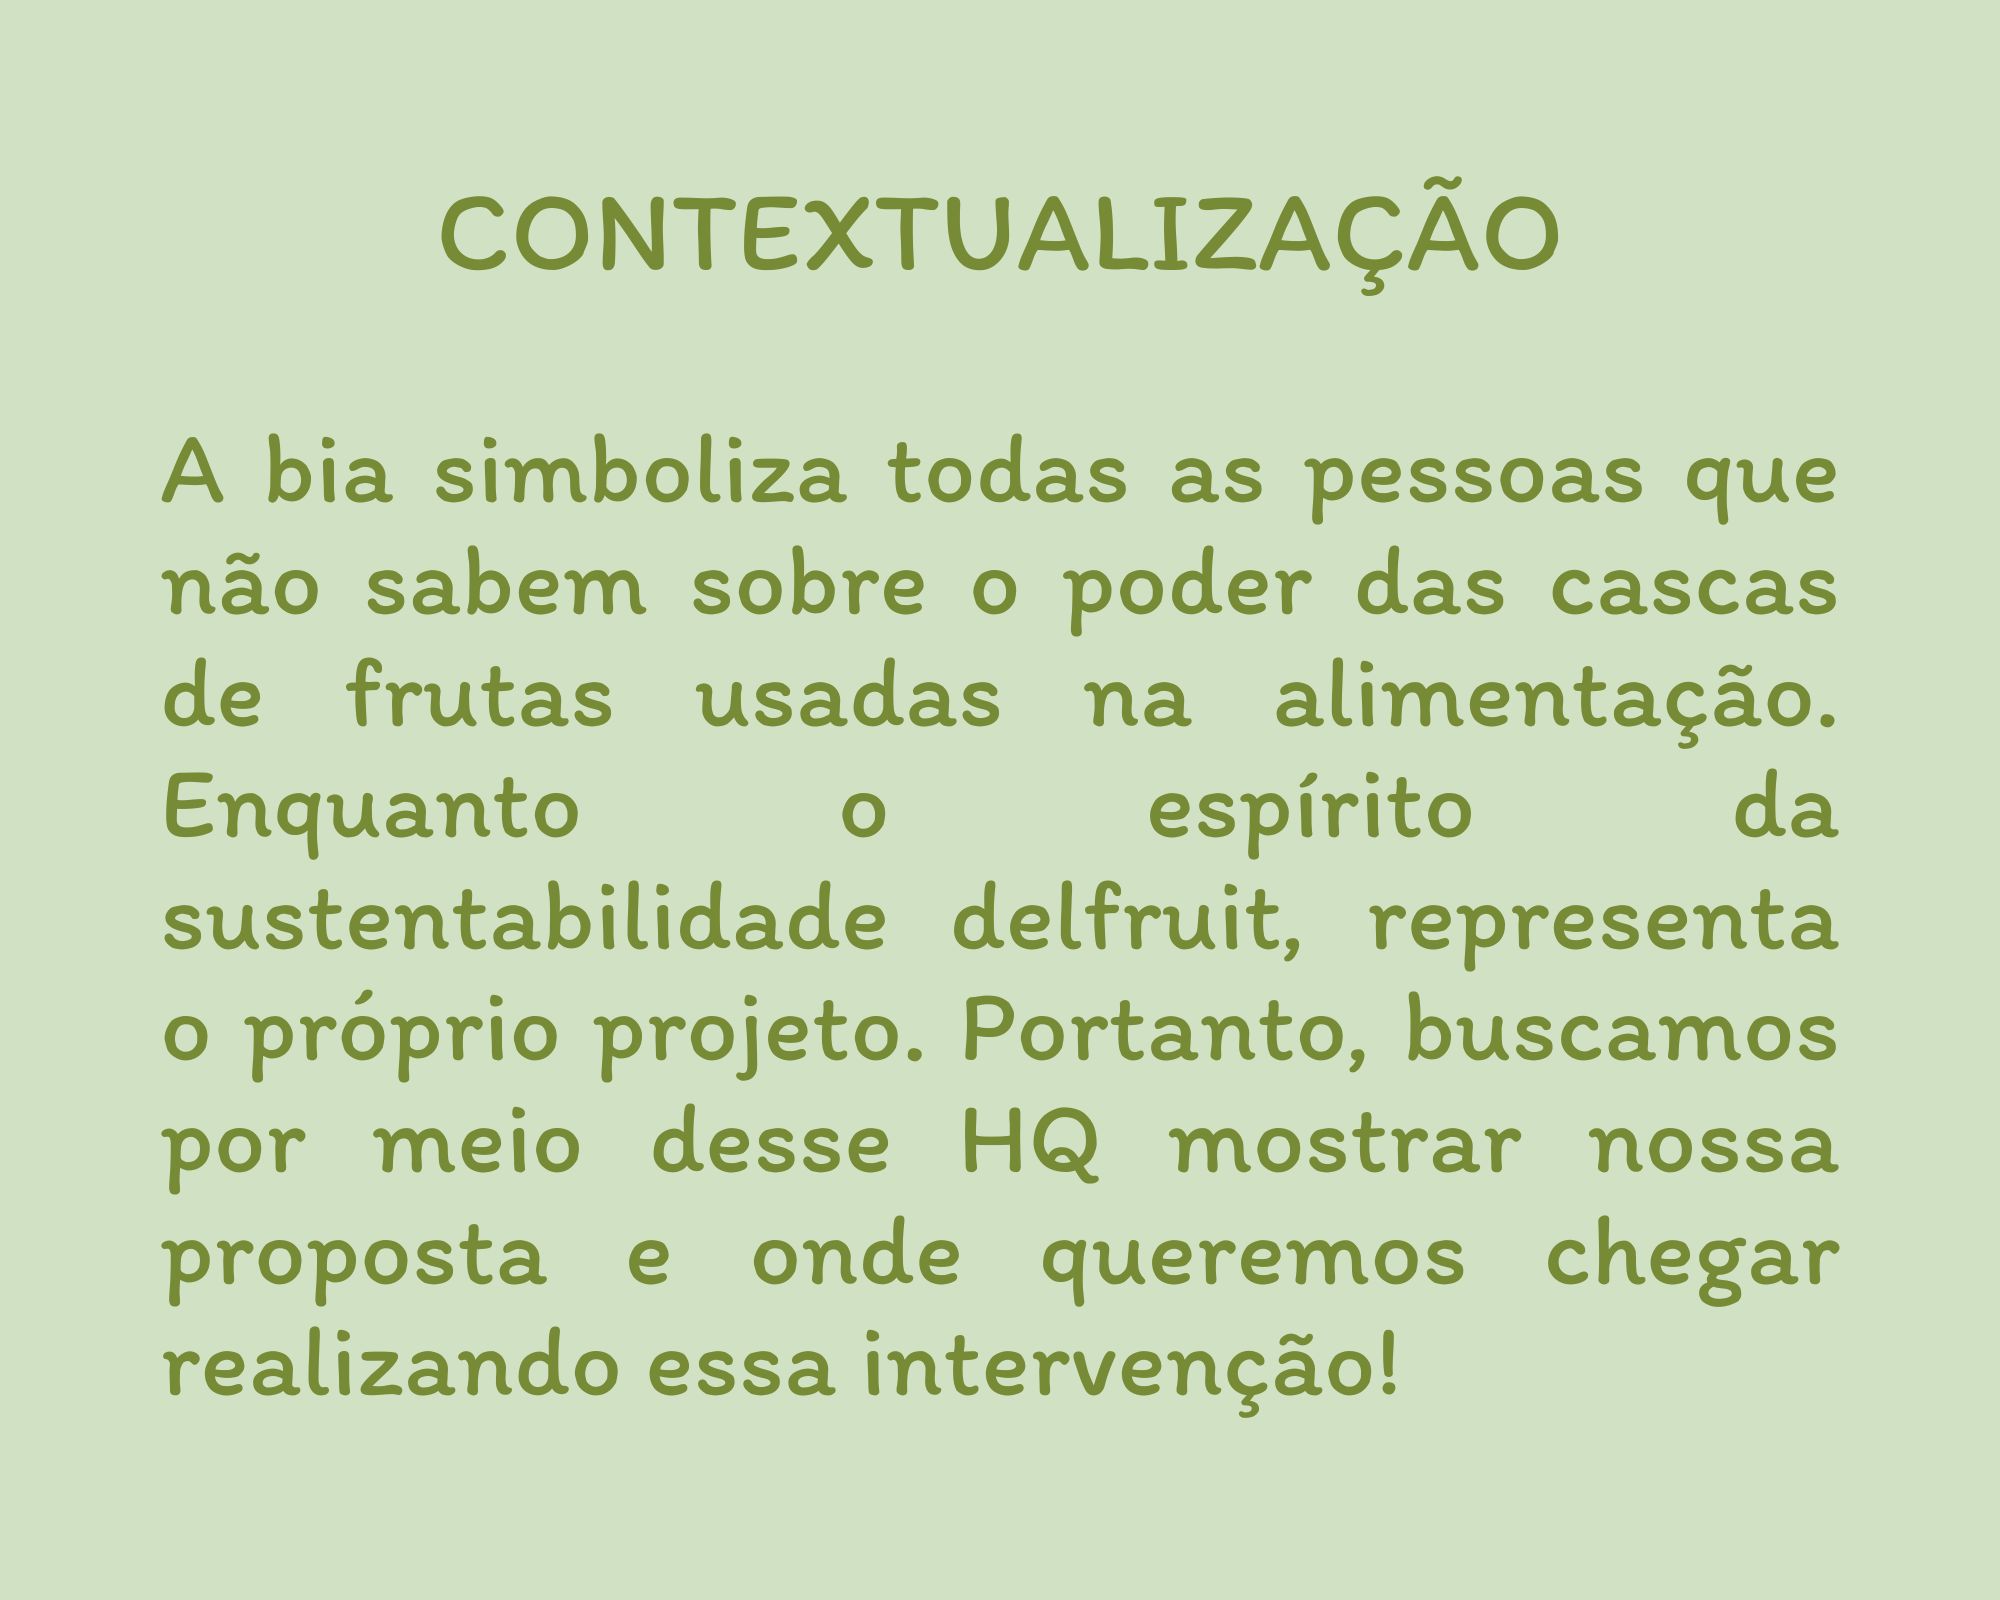 CONTEXTUALIZAÇÃO
A bia simboliza todas as pessoas que
não sabem sobre o poder das cascas
de frutas usadas na alimentação.
Enquanto o espírito da
sustentabilidade delfruit, representa
o próprio projeto. Portanto, buscamos
por meio desse HQ mostrar nossa
proposta e onde queremos chegar
realizando essa intervenção!